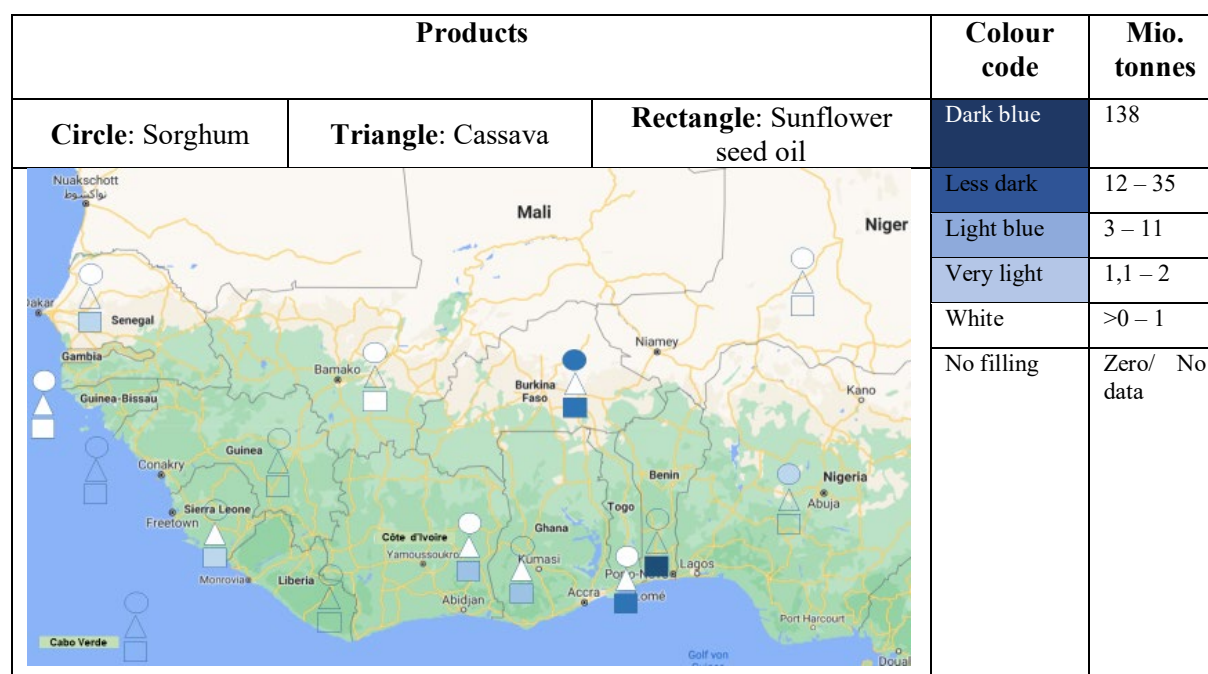 Products
Colour code
Mio. tonnes
Circle: Sorghum
Triangle: Cassava
Rectangle: Sunflower seed oil
Dark blue
138
Less dark
12 – 35
Light blue
3 – 11
Very light
1,1 – 2
White
>0 – 1
No filling
Zero/ No data
Nuakschott
نواكشوط
Mali
Niger
Dakar
Senegal
Gambia
Guinea-Bissau
Bamako
Niamey
Burkina Faso
Kano
Guinea
Conakry
Benin
Nigeria
Abuja
Sierra Leone
Freetown
Togo
Ghana
Côte d'Ivoire
Yamoussoukro
Kumasi
Lagos
Monrovia
Liberia
Abidjan
Accra
Lomé
Port Harcourt
Cabo Verde
Golf von
Doual